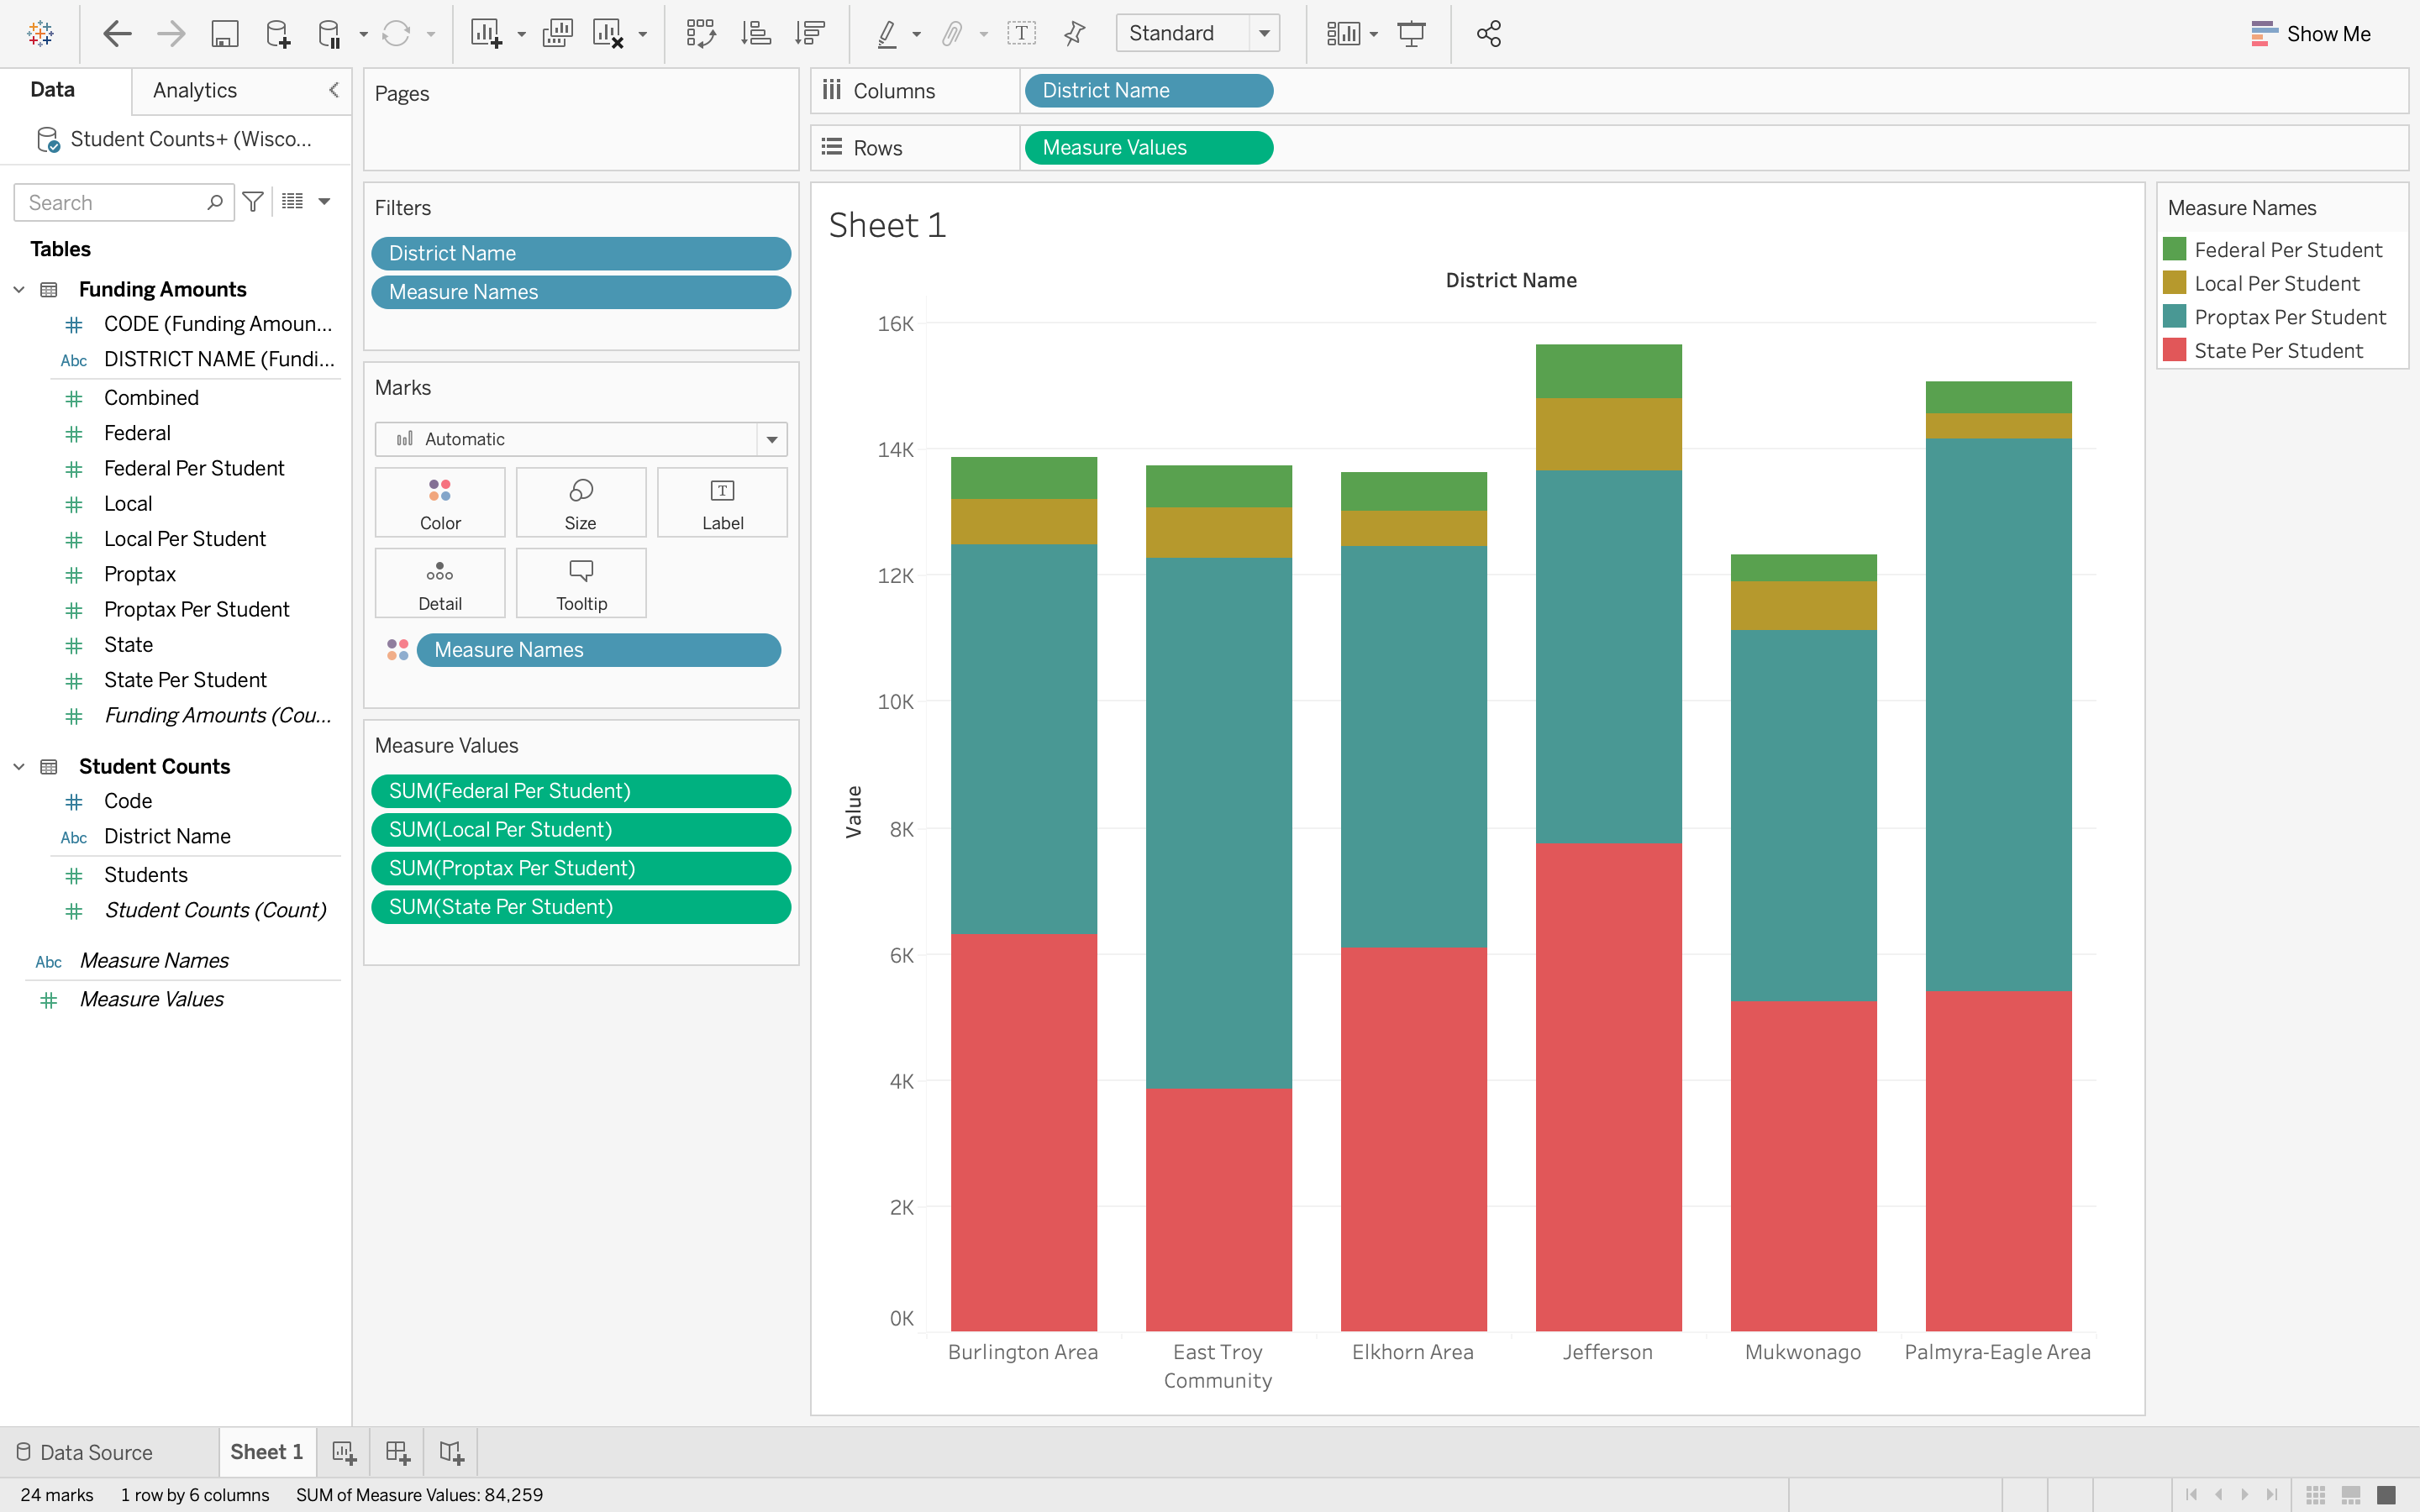 Standard
Show Me
Data
Analytics
Student Counts+ (Wisco...
Search
Tables
Funding Amounts
CODE (Funding Amoun...
Abc DISTRICT NAME (Fundi...
Combined
Federal
Federal Per Student
Local
Local Per Student
Proptax
Proptax Per Student
State
State Per Student
Funding Amounts (Cou...
Student Counts
Code
Abc District Name
Students
Student Counts (Count)
Abc Measure Names
Measure Values
Pages
Filters
District Name
Measure Names
Marks
Automatic
Color
Size
T
Label
Detail
Tooltip
Measure Names
Measure Values
SUM(Federal Per Student)
SUM(Local Per Student)
SUM(Proptax Per Student)
SUM(State Per Student)
Columns
District Name
Rows
Measure Values
Sheet 1
District Name
16K
14K
12K
10K
8K
6K
4K
2K
0K
Value
Burlington Area
East Troy
Community
Elkhorn Area
Jefferson
Mukwonago
Palmyra-Eagle Area
Measure Names
Federal Per Student
Local Per Student
Proptax Per Student
State Per Student
Data Source
Sheet 1
24 marks 1 row by 6 columns SUM of Measure Values: 84,259